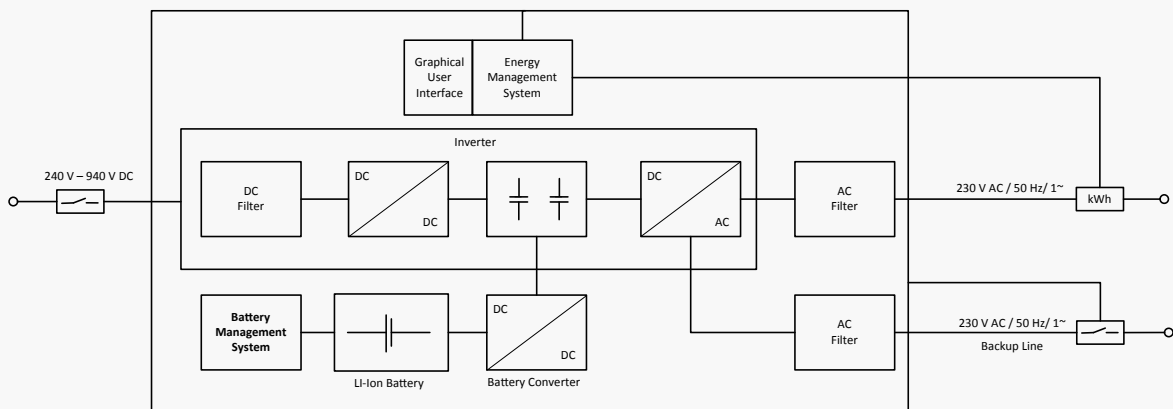 Graphical
User
Interface
Energy
Management
System
Inverter
240 V – 940 V DC
DC
Filter
DC
DC
DC
AC
AC
Filter
230 V AC / 50 Hz/ 1~
kWh
Battery
Management
System
LI-Ion Battery
DC
DC
Battery Converter
AC
Filter
230 V AC / 50 Hz/ 1~
Backup Line